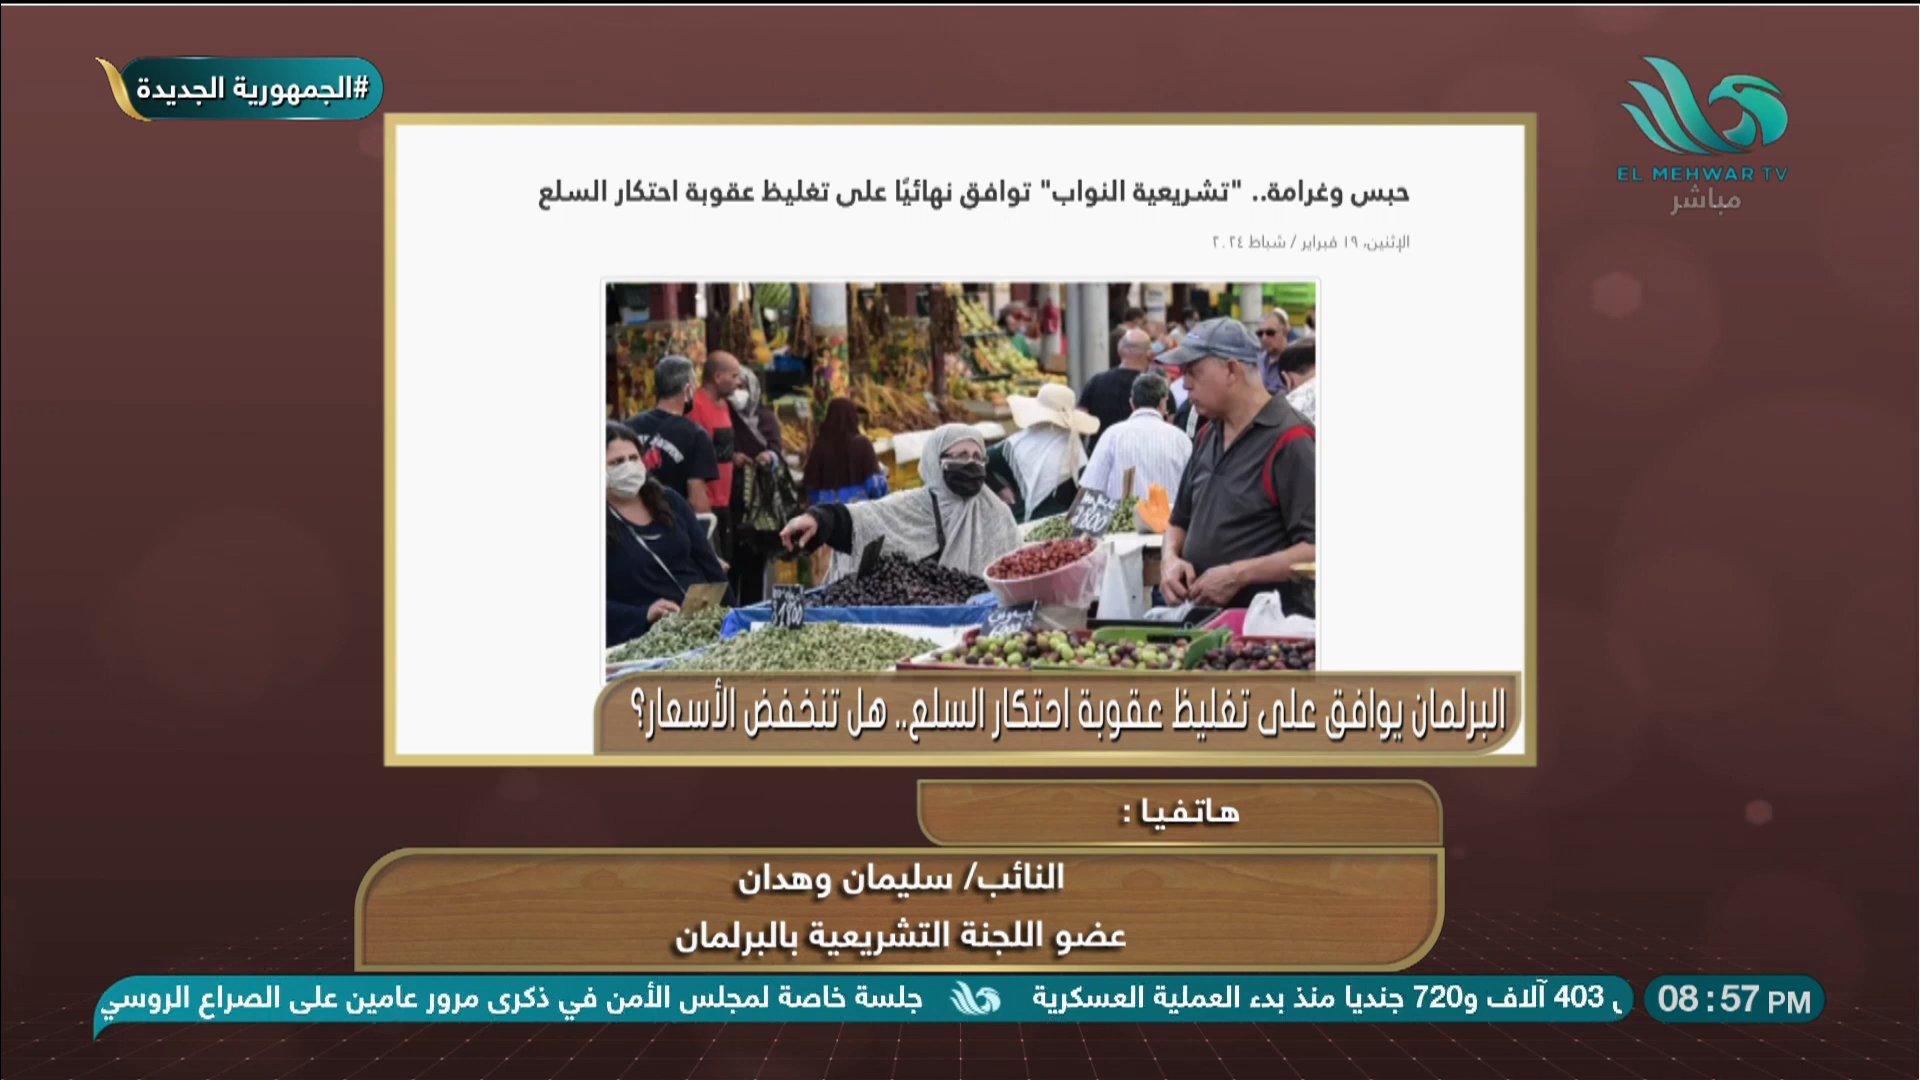 #الجمهورية الجديدة
EL MEHWAR TV
مباشر
حبس وغرامة.. "تشريعية النواب" توافق نهائيًا على تغليظ عقوبة احتكار السلع
الإثنين، ١٩ فبراير / شباط ٢٠٢٤
البرلمان يوافق على تغليظ عقوبة احتكار السلع.. هل تنخفض الأسعار؟
هاتفيا :
النائب/ سليمان وهدان
عضو اللجنة التشريعية بالبرلمان
403 آلاف و720 جنديا منذ بدء العملية العسكرية جلسة خاصة لمجلس الأمن في ذكرى مرور عامين على الصراع الروسي
08:57 PM